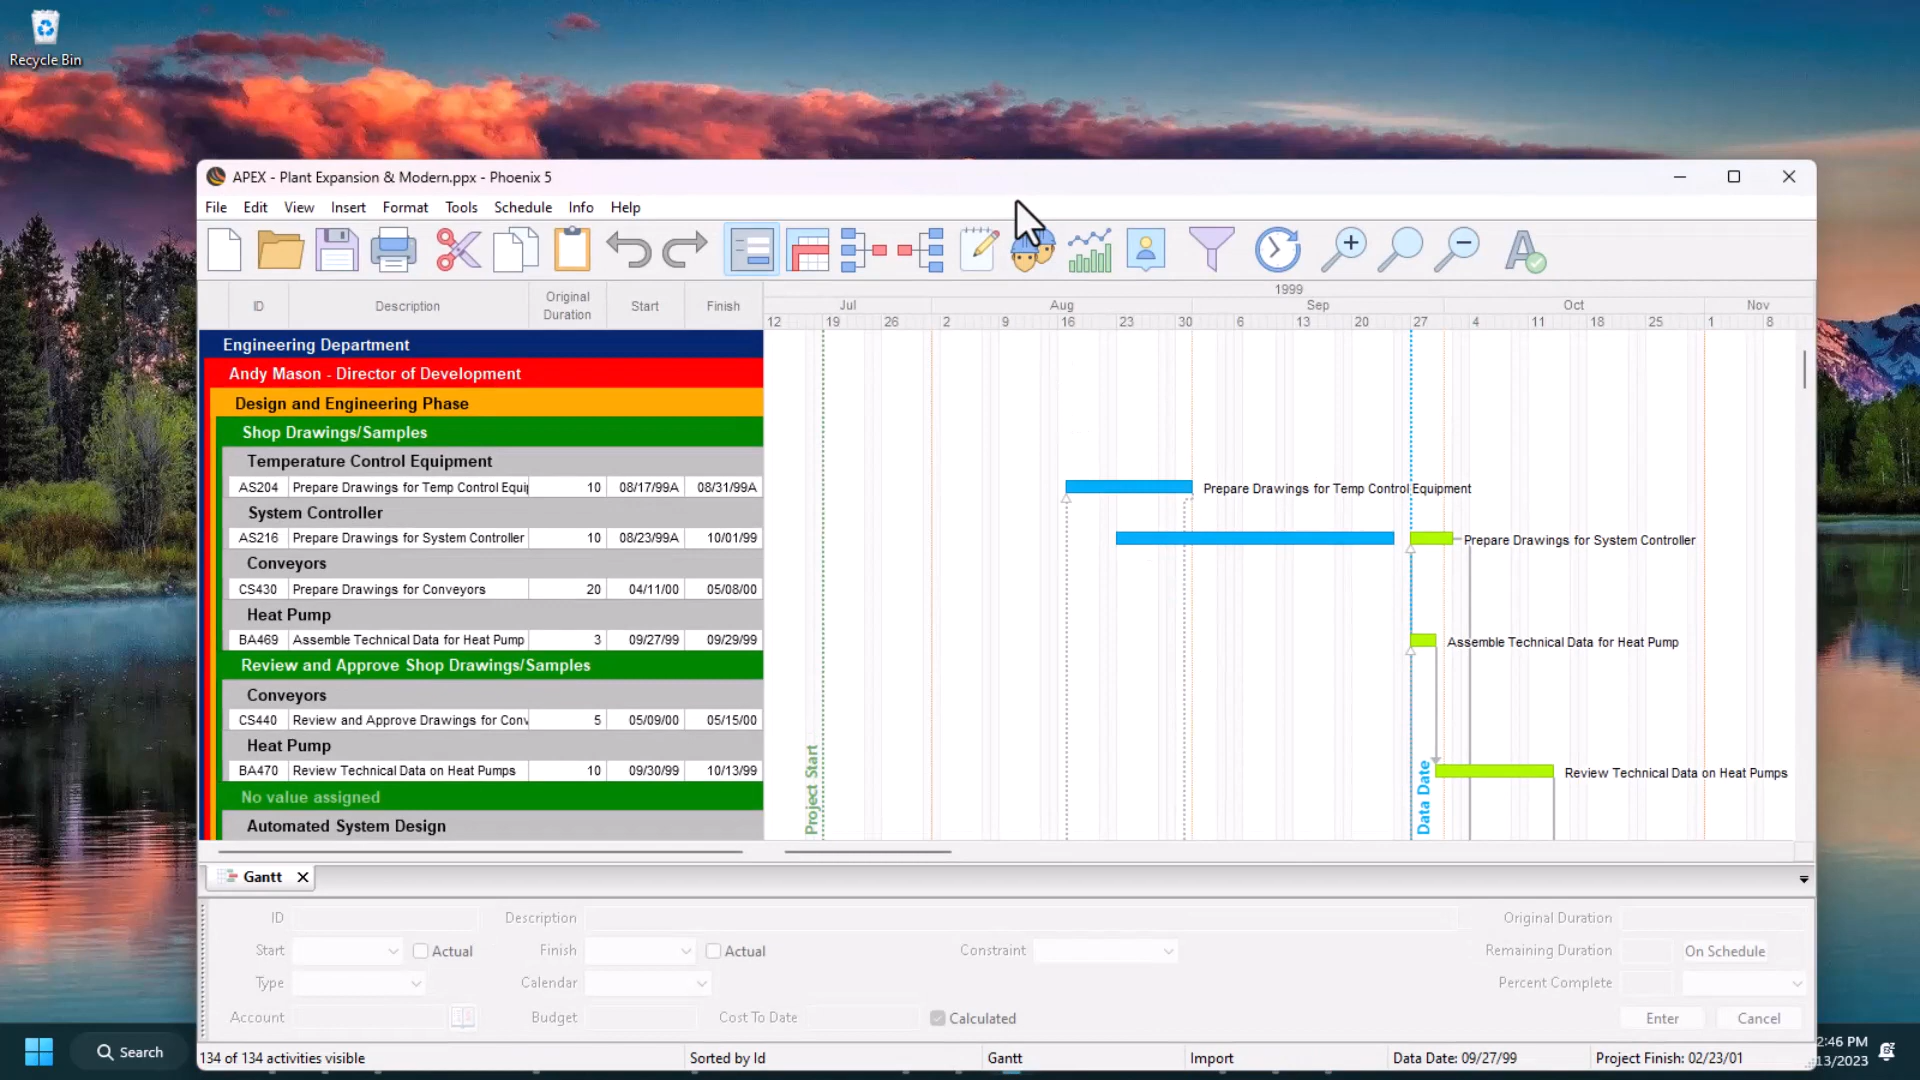 Recycle Bin
APEX - Plant Expansion & Modern.ppx - Phoenix 5
File Edit View Insert Format Tools Schedule Info Help
ID Description Original Duration Start Finish
1999
Jul Aug Sep Oct Nov
12 19 26 2 9 16 23 30 6 13 20 27 4 11 18 25 1 8
Engineering Department
Andy Mason - Director of Development
Design and Engineering Phase
Shop Drawings/Samples
Temperature Control Equipment
AS204 Prepare Drawings for Temp Control Equip 10 08/17/99A 08/31/99A
Prepare Drawings for Temp Control Equipment
System Controller
AS216 Prepare Drawings for System Controller 10 08/23/99A 10/01/99
Prepare Drawings for System Controller
Conveyors
CS430 Prepare Drawings for Conveyors 20 04/11/00 05/08/00
Heat Pump
BA469 Assemble Technical Data for Heat Pump 3 09/27/99 09/29/99
Assemble Technical Data for Heat Pump
Review and Approve Shop Drawings/Samples
Conveyors
CS440 Review and Approve Drawings for Conv 5 05/09/00 05/15/00
Heat Pump
BA470 Review Technical Data on Heat Pumps 10 09/30/99 10/13/99
Review Technical Data on Heat Pumps
No value assigned
Automated System Design
Project Start
Data Date
Gantt
ID Description Original Duration
Start Actual Finish Actual Constraint Remaining Duration On Schedule
Type Calendar Percent Complete
Account Budget Cost To Date Calculated Enter Cancel
134 of 134 activities visible Sorted by Id Gantt Import Data Date: 09/27/99 Project Finish: 02/23/01
Search
2:46 PM
13/2023